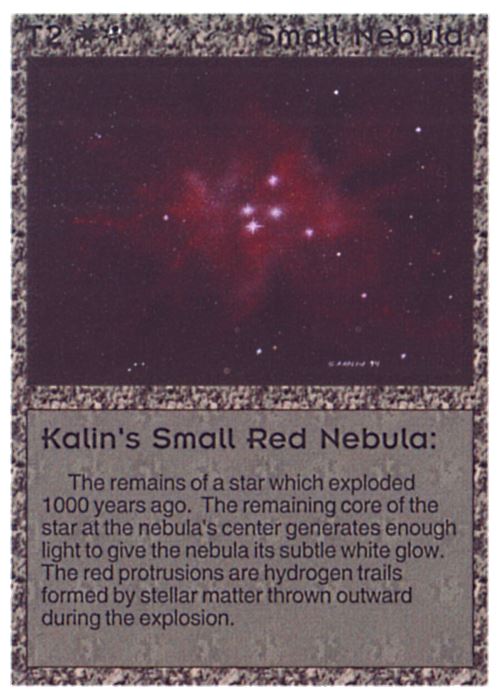 T2 Small Nebula
Kalin's Small Red Nebula:
The remains of a star which exploded
1000 years ago. The remaining core of the
star at the nebula's center generates enough
light to give the nebula its subtle white glow.
The red protrusions are hydrogen trails
formed by stellar matter thrown outward
during the explosion.